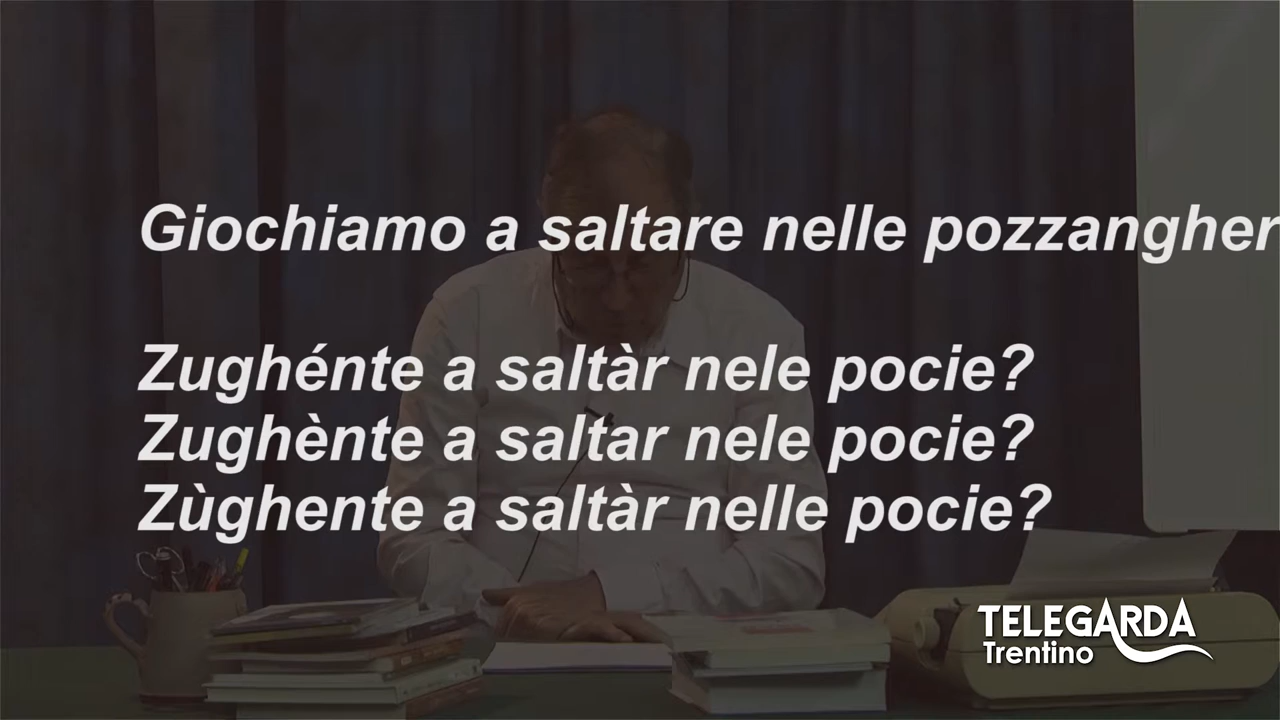 Giochiamo a saltare nelle pozzangher
Zughénte a saltàr nele pocie?
Zughènte a saltar nele pocie?
Zùghente a saltàr nelle pocie?
TELEGARDA
Trentino